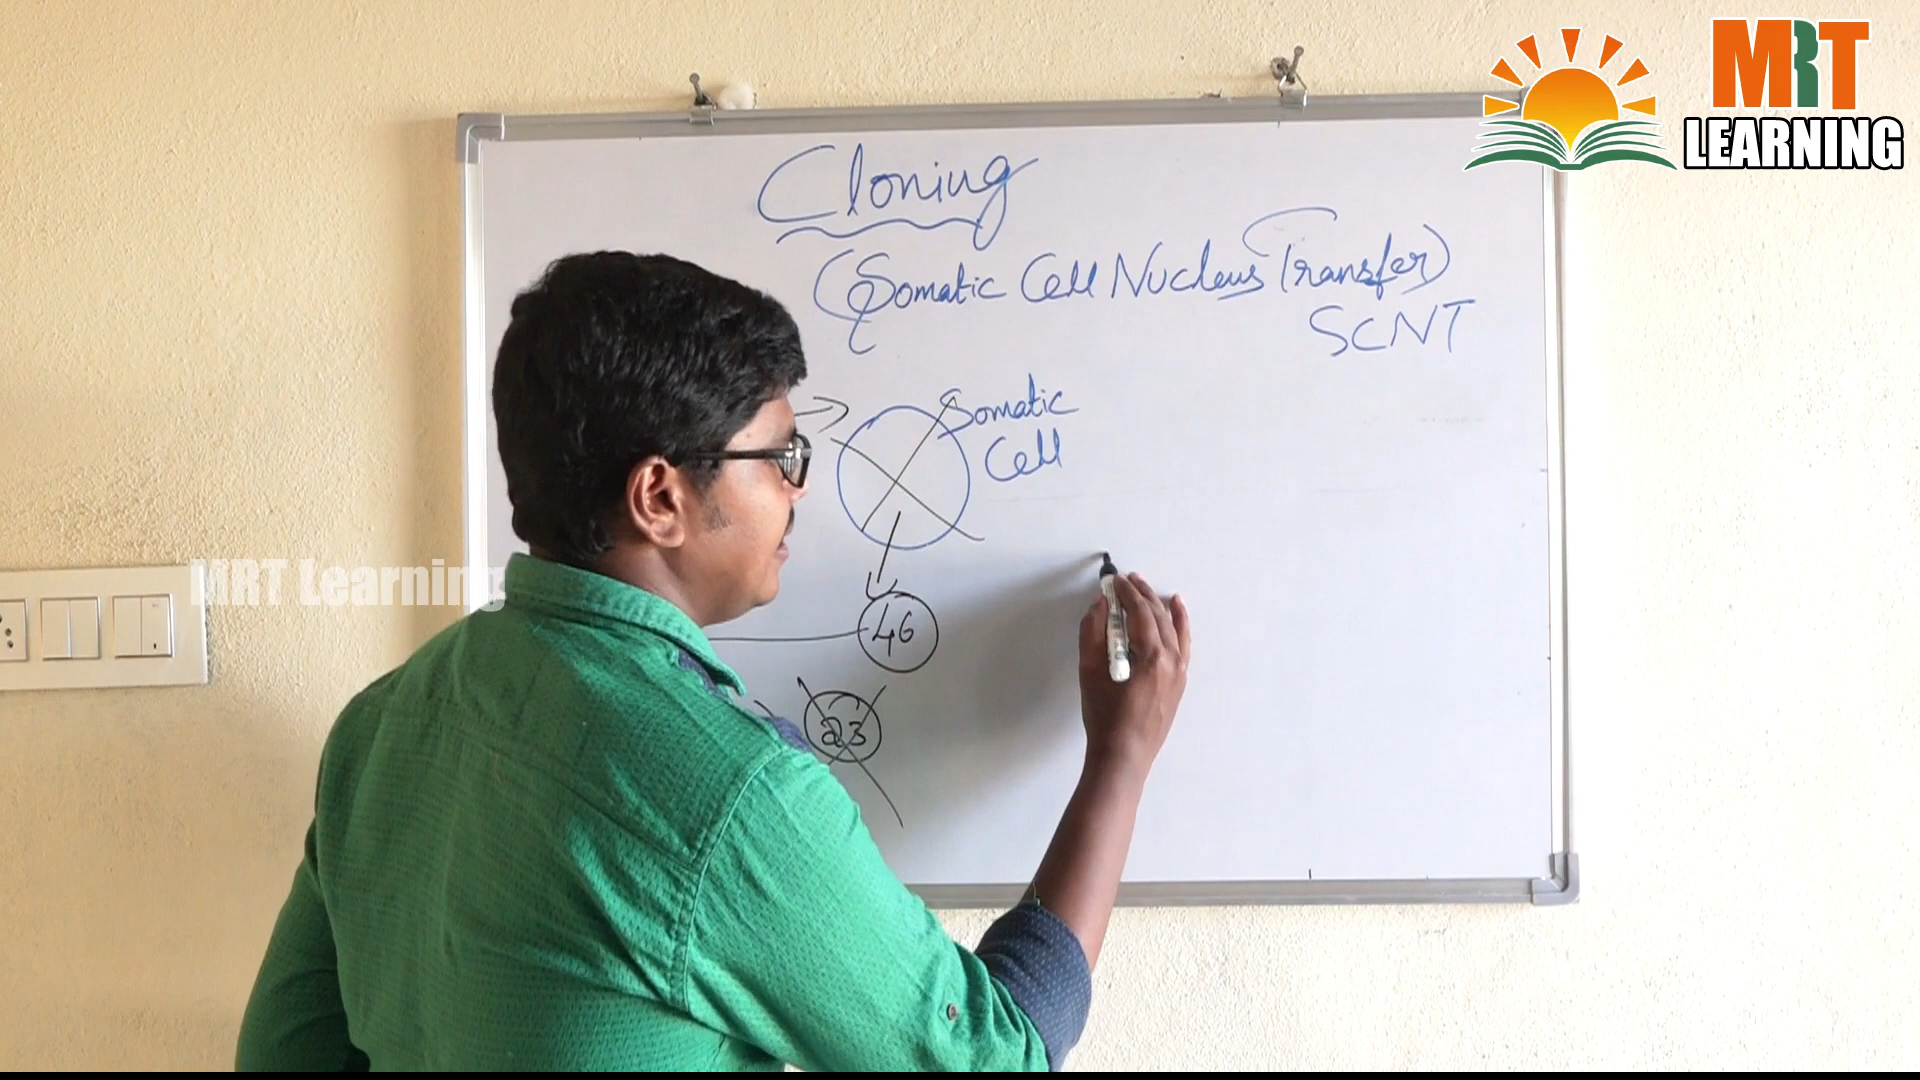 MRT
LEARNING
Cloning
(Somatic Cell Nucleus Transfer)
SCNT
Somatic
Cell
46
23
MRT Learning